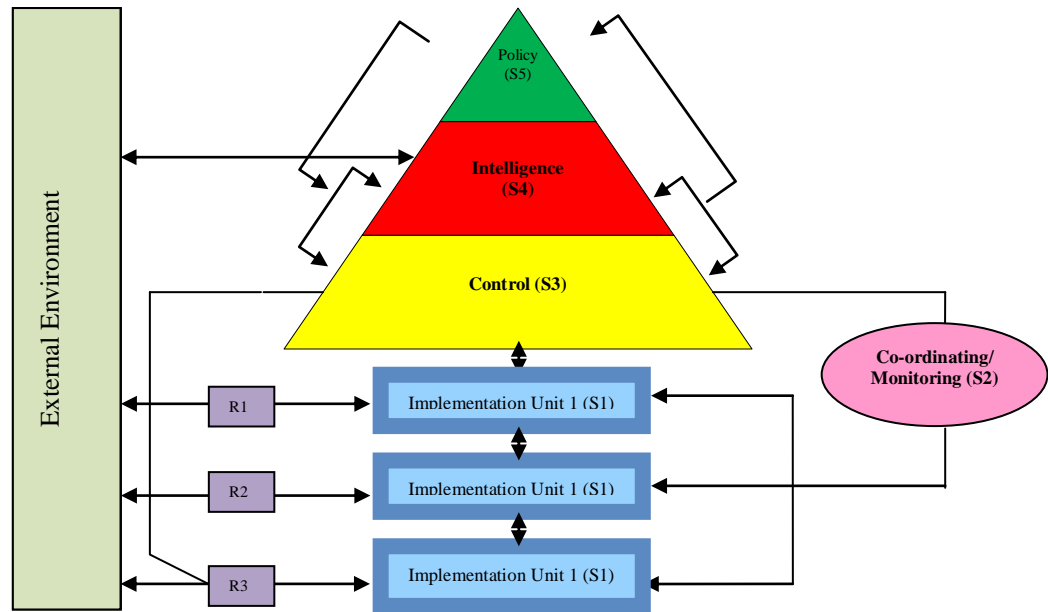 External Environment
Policy
(S5)
Intelligence
(S4)
Control (S3)
Co-ordinating/
Monitoring (S2)
R1
Implementation Unit 1 (S1)
R2
Implementation Unit 1 (S1)
R3
Implementation Unit 1 (S1)